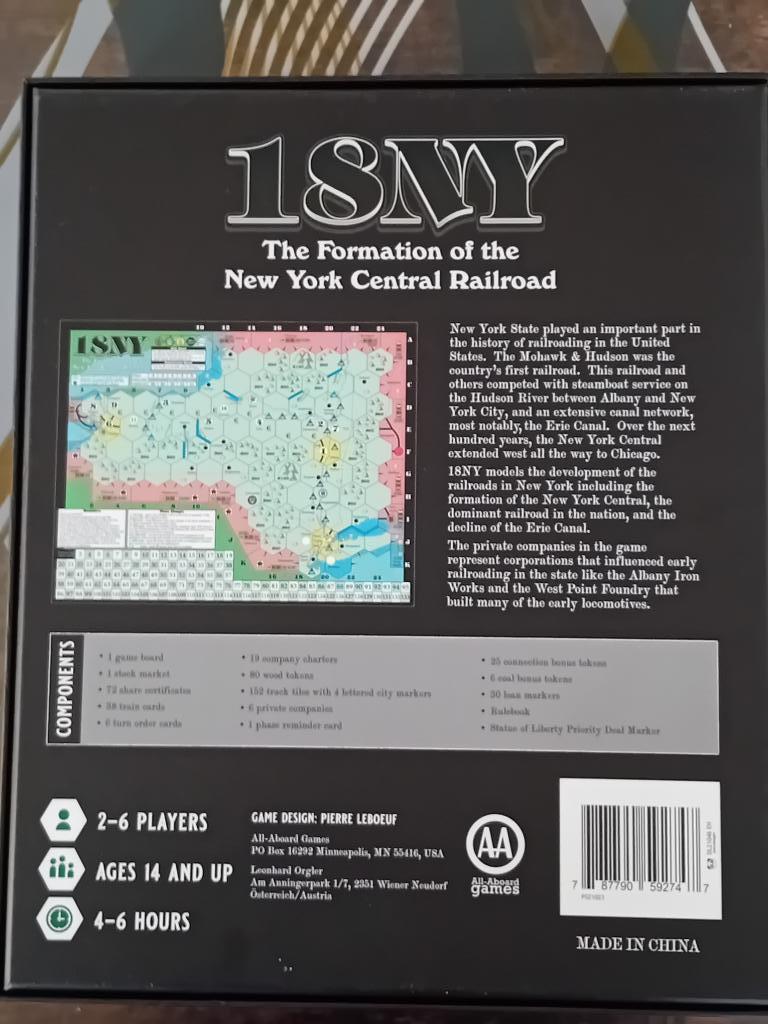 18NY
The Formation of the
New York Central Railroad
18NY
New York State played an important part in
the history of railroading in the United
States. The Mohawk & Hudson was the
country's first railroad. This railroad and
others competed with steamboat service on
the Hudson River between Albany and New
York City, and an extensive canal network,
most notably, the Erie Canal. Over the next
hundred years, the New York Central
extended west all the way to Chicago.
18NY models the development of the
railroads in New York including the
formation of the New York Central, the
dominant railroad in the nation, and the
decline of the Erie Canal.
The private companies in the game
represent corporations that influenced early
railroading in the state like the Albany Iron
Works and the West Point Foundry that
built many of the early locomotives.
COMPONENTS
• 1 game board
• 1 stock market
• 72 share certificates
• 38 train cards
• 6 turn order cards
• 19 company charters
• 80 wood tokens
• 152 track tiles with 4 lettered city markers
• 6 private companies
• 1 phase reminder card
• 25 connection bonus tokens
• 6 coal bonus tokens
• 30 loan markers
• Rulebook
• Statue of Liberty Priority Deal Marker
2–6 PLAYERS
AGES 14 AND UP
4–6 HOURS
GAME DESIGN: PIERRE LEBOEUF
All-Aboard Games
PO Box 16292 Minneapolis, MN 55416, USA
Leonhard Orgler
Am Anningerpark 1/7, 2351 Wiener Neudorf
Österreich/Austria
AA
All-Aboard
games
7 87790 59274 7
MADE IN CHINA